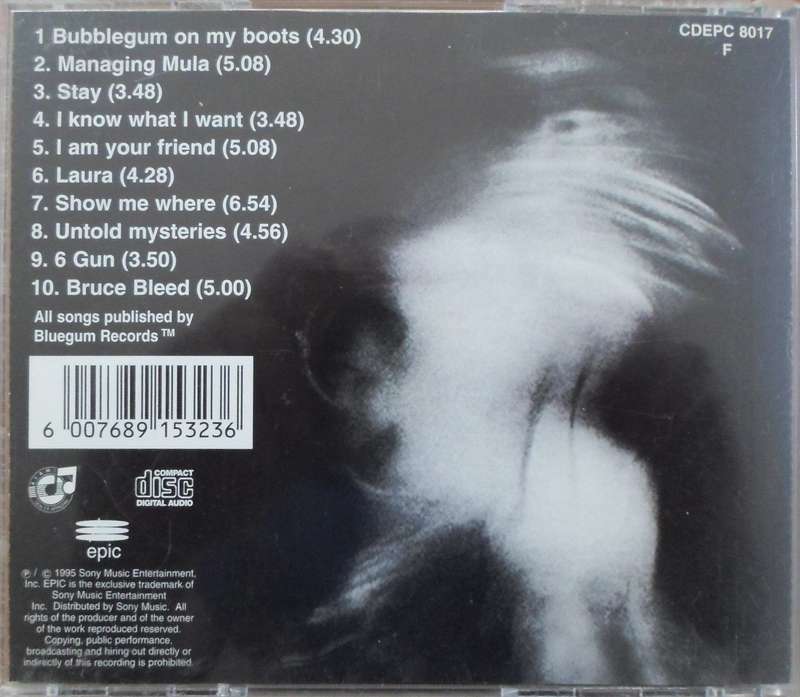 CDEPC 8017
F
1 Bubblegum on my boots (4.30)
2. Managing Mula (5.08)
3. Stay (3.48)
4. I know what I want (3.48)
5. I am your friend (5.08)
6. Laura (4.28)
7. Show me where (6.54)
8. Untold mysteries (4.56)
9. 6 Gun (3.50)
10. Bruce Bleed (5.00)
All songs published by
Bluegum Records™
6 007689 153236
COMPACT
disc
DIGITAL AUDIO
epic
℗ / © 1995 Sony Music Entertainment,
Inc. EPIC is the exclusive trademark of
Sony Music Entertainment
Inc. Distributed by Sony Music. All
rights of the producer and of the owner
of the work reproduced reserved.
Copying, public performance,
broadcasting and hiring out directly or
indirectly of this recording is prohibited.